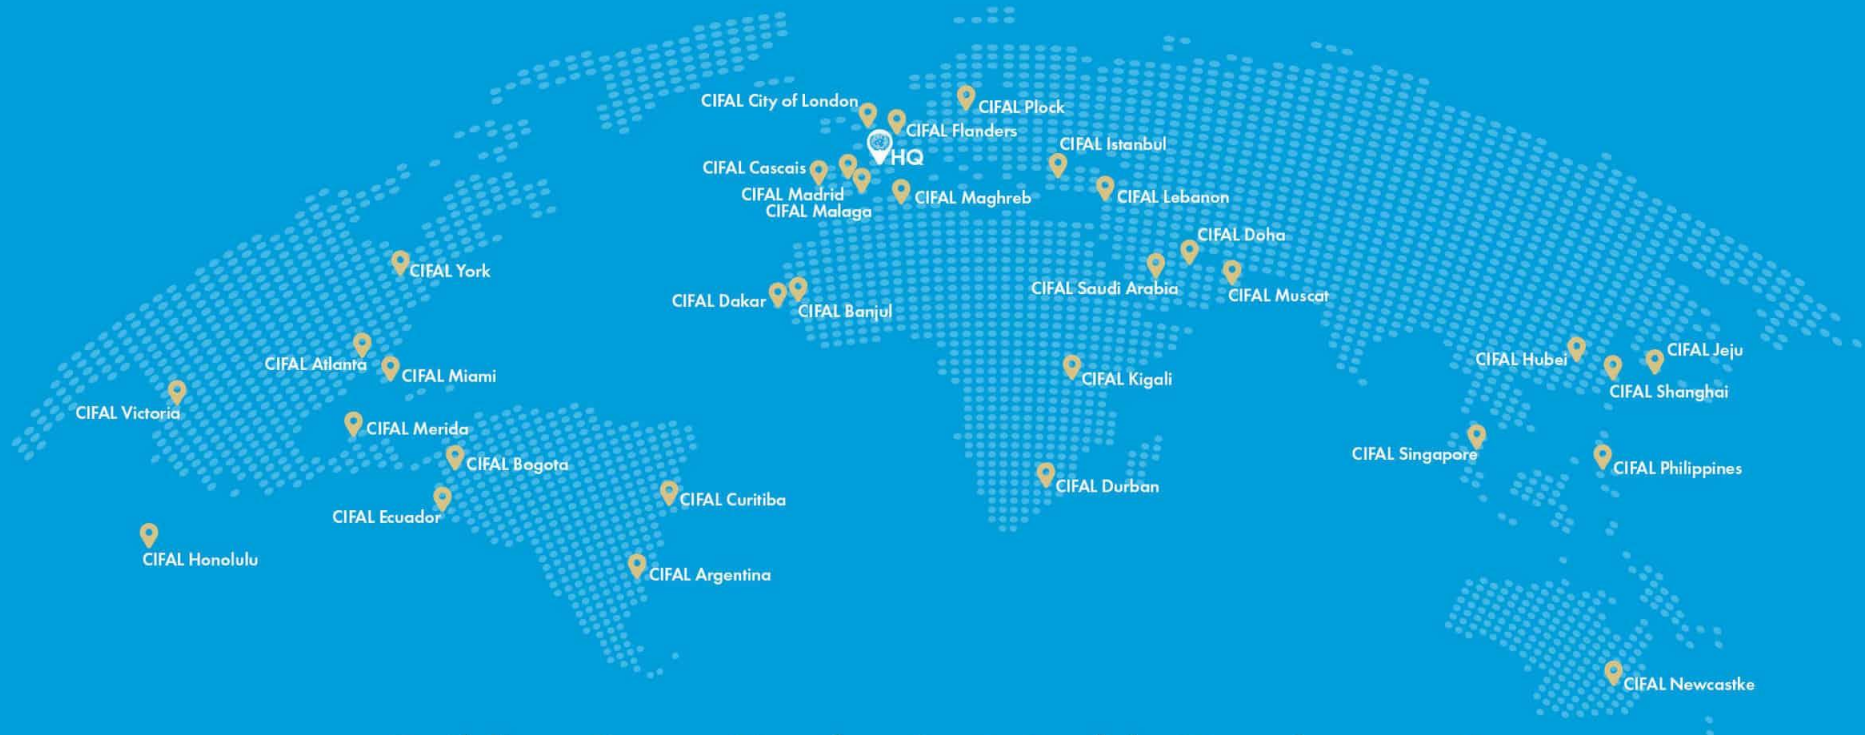 CIFAL City of London
CIFAL Plock
CIFAL Flanders
CIFAL Istanbul
HQ
CIFAL Cascais
CIFAL Madrid
CIFAL Malaga
CIFAL Maghreb
CIFAL Lebanon
CIFAL Doha
CIFAL York
CIFAL Saudi Arabia
CIFAL Muscat
CIFAL Dakar
CIFAL Banjul
CIFAL Atlanta
CIFAL Miami
CIFAL Kigali
CIFAL Hubei
CIFAL Jeju
CIFAL Shanghai
CIFAL Victoria
CIFAL Merida
CIFAL Bogota
CIFAL Singapore
CIFAL Philippines
CIFAL Ecuador
CIFAL Curitiba
CIFAL Durban
CIFAL Honolulu
CIFAL Argentina
CIFAL Newcastke